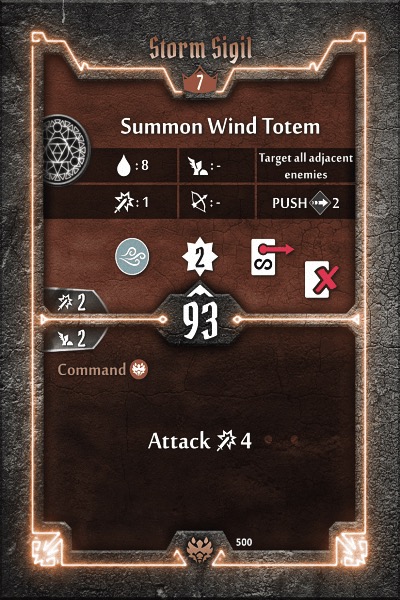 Storm Sigil
7
Summon Wind Totem
: 8
: -
Target all adjacent
enemies
: 1
: -
PUSH 2
2
S
2
93
2
Command
Attack 4
500